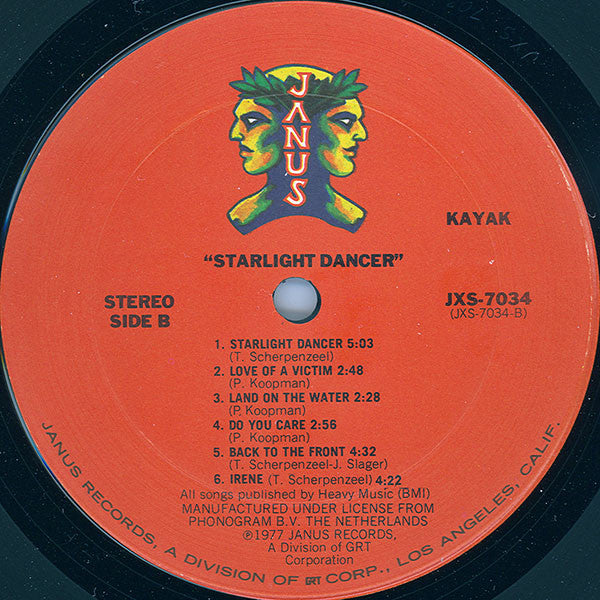 JANUS
KAYAK
"STARLIGHT DANCER"
STEREO
SIDE B
JXS-7034
(JXS-7034-B)
1. STARLIGHT DANCER 5:03
(T. Scherpenzeel)
2. LOVE OF A VICTIM 2:48
(P. Koopman)
3. LAND ON THE WATER 2:28
(P. Koopman)
4. DO YOU CARE 2:56
(P. Koopman)
5. BACK TO THE FRONT 4:32
(T. Scherpenzeel-J. Slager)
6. IRENE (T. Scherpenzeel) 4:22
All songs published by Heavy Music (BMI)
MANUFACTURED UNDER LICENSE FROM
PHONOGRAM B.V. THE NETHERLANDS
℗1977 JANUS RECORDS,
A Division of GRT
Corporation
JANUS RECORDS, A DIVISION OF GRT CORP., LOS ANGELES, CALIF.